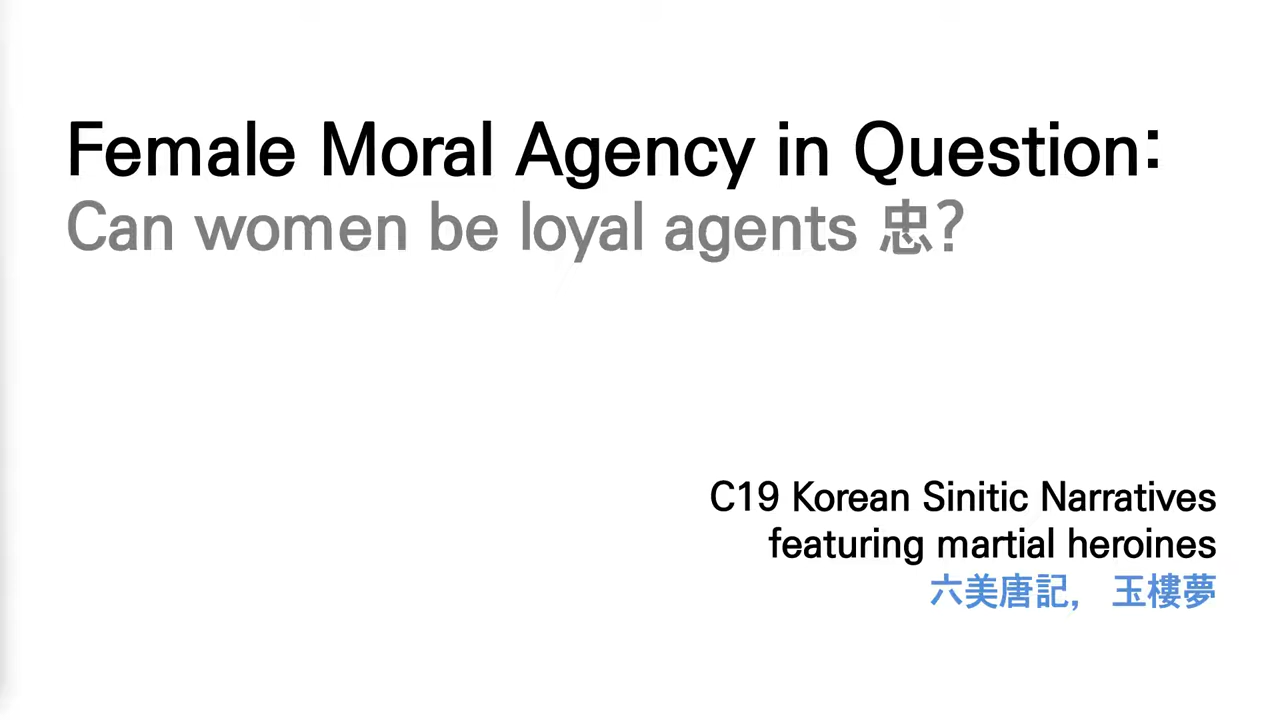 Female Moral Agency in Question:
Can women be loyal agents 忠?
C19 Korean Sinitic Narratives
featuring martial heroines
六美唐記, 玉樓夢